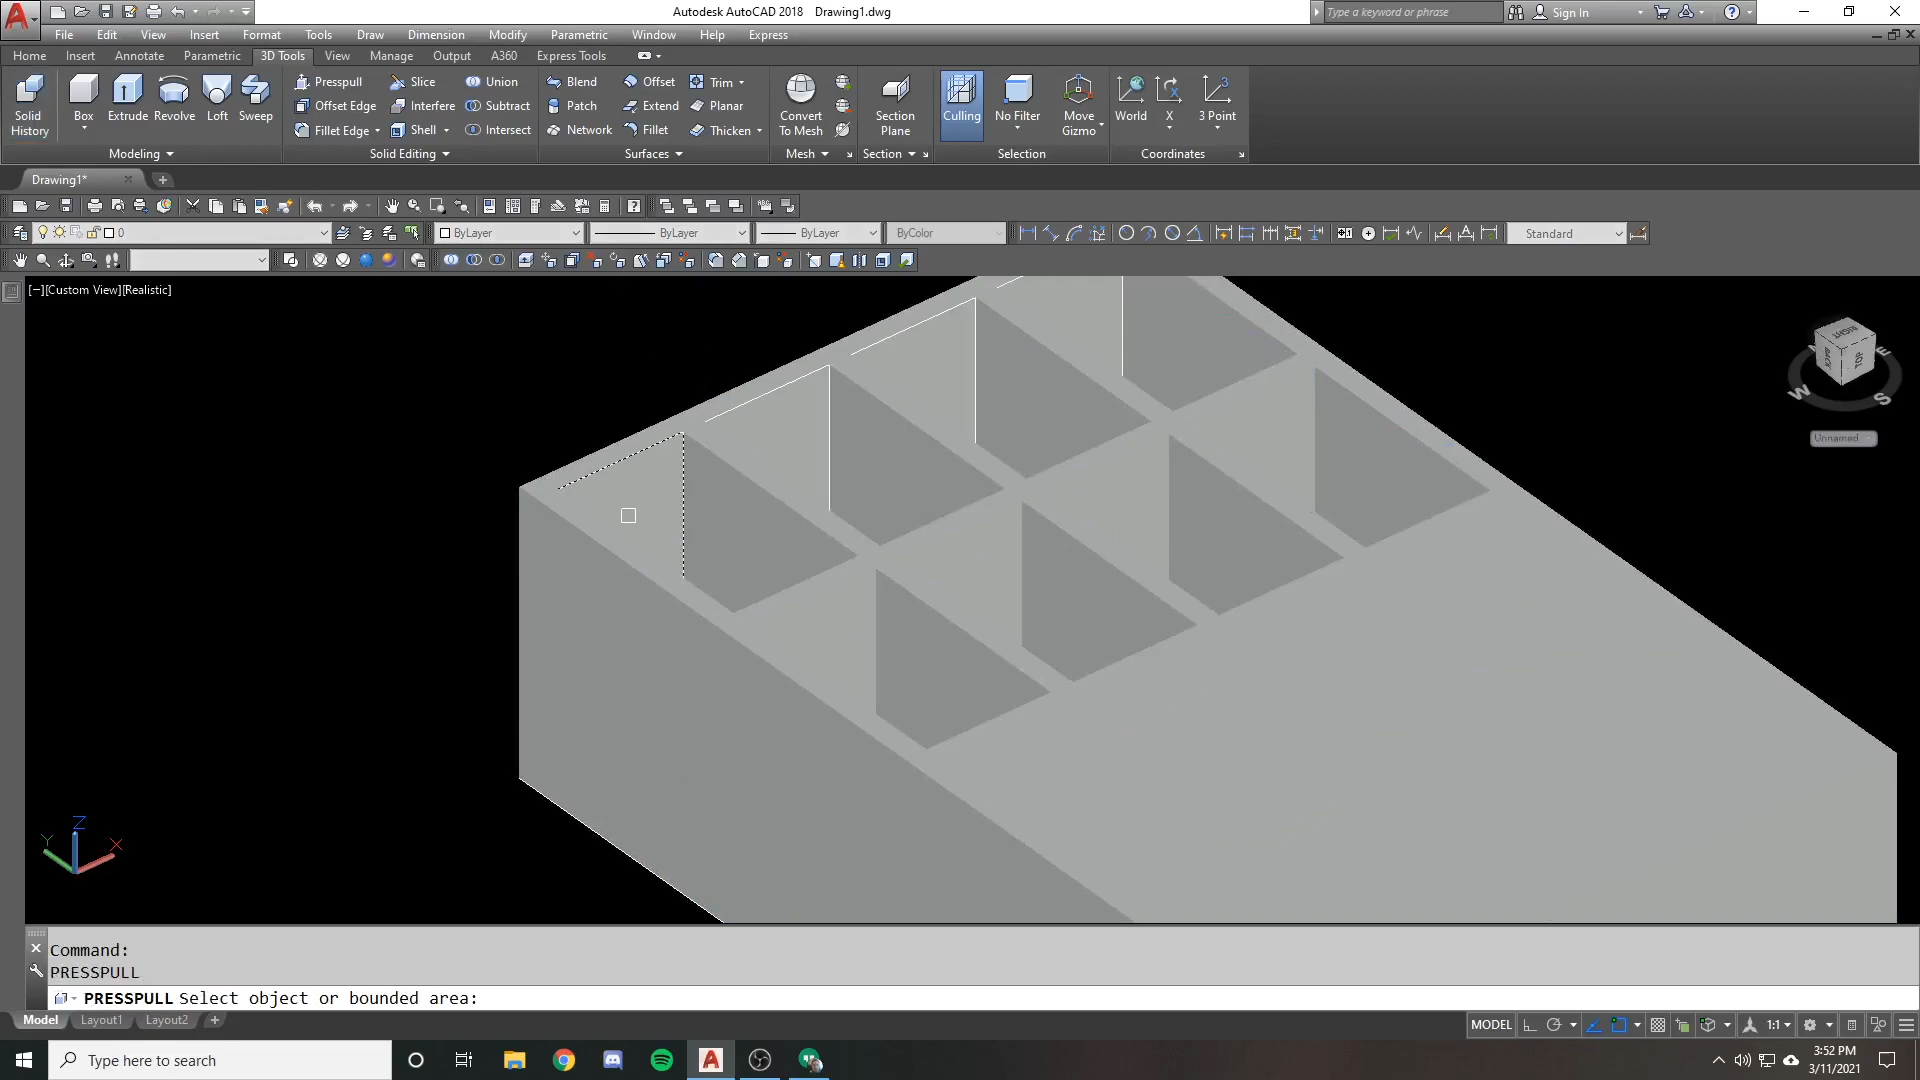 Autodesk AutoCAD 2018   Drawing1.dwg
Type a keyword or phrase
Sign In
File Edit View Insert Format Tools Draw Dimension Modify Parametric Window Help Express
Home Insert Annotate Parametric 3D Tools View Manage Output A360 Express Tools
Solid History
Box
Extrude
Revolve
Loft
Sweep
Modeling
Presspull
Offset Edge
Fillet Edge
Slice
Interfere
Shell
Union
Subtract
Intersect
Solid Editing
Blend
Patch
Network
Offset
Extend
Fillet
Trim
Planar
Thicken
Surfaces
Convert To Mesh
Mesh
Section Plane
Section
Culling
No Filter
Move Gizmo
Selection
World
X
3 Point
Coordinates
Drawing1*
0
ByLayer
ByLayer
ByLayer
ByColor
Standard
[−][Custom View][Realistic]
RIGHT
BACK
TOP
E
W
S
Unnamed
Z
Y
X
Command:
PRESSPULL
PRESSPULL Select object or bounded area:
Model Layout1 Layout2
MODEL
1:1
Type here to search
3:52 PM
3/11/2021